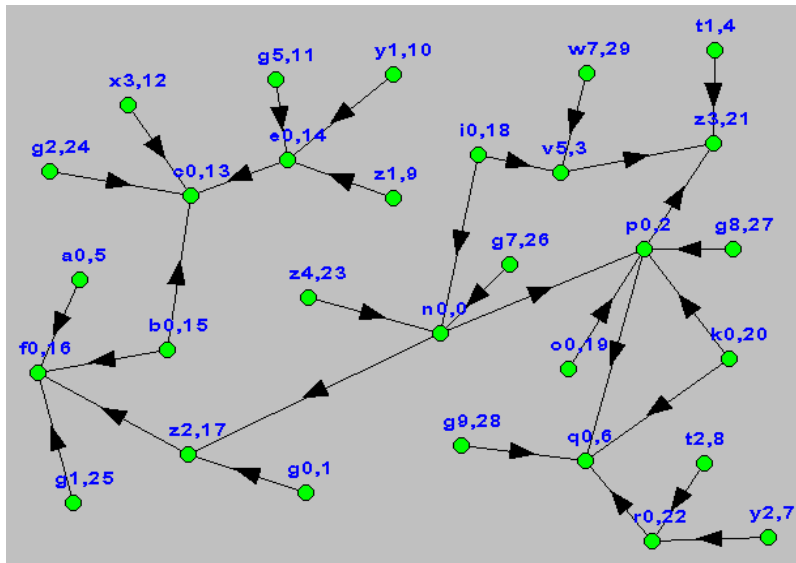 t1,4
g5,11
y1,10
w7,29
x3,12
z3,21
e0,14
i0,18
g2,24
v5,3
c0,13
z1,9
p0,2
g8,27
g7,26
a0,5
z4,23
n0,0
b0,15
k0,20
f0,16
o0,19
z2,17
g9,28
q0,6
t2,8
g0,1
g1,25
r0,22
y2,7